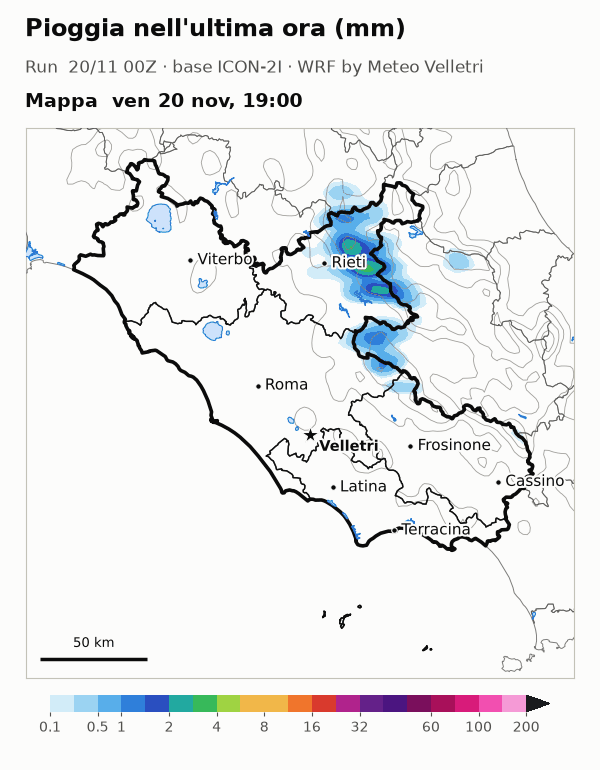 Pioggia nell'ultima ora (mm)
Run  20/11 00Z · base ICON-2I · WRF by Meteo Velletri
Mappa  ven 20 nov, 19:00
Viterbo
Rieti
Roma
Velletri
Frosinone
Latina
Cassino
Terracina
50 km
0.1 0.5 1 2 4 8 16 32 60 100 200